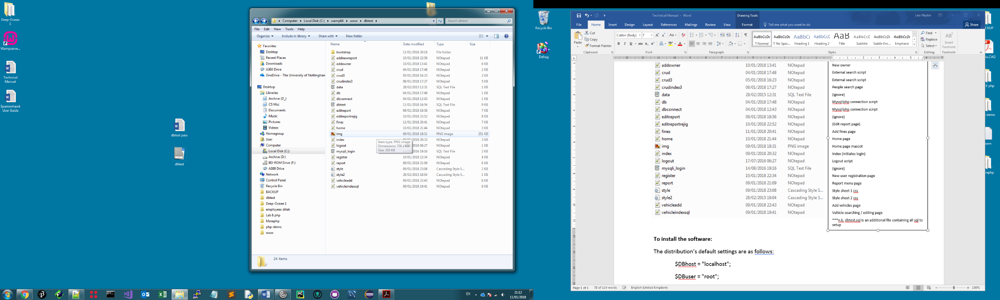 Deep-Ocean
1
Wampserve...
Technical
Manual
Sparrowhawk
User Guide
dbtest pass
dbtest
Computer Local Disk (C:) wamp64 www dbtest
Search dbtest
File Edit View Tools Help
Organize Include in library Share with New folder
Name Date modified Type Size
Favorites
Desktop
Recent Places
Downloads
A360 Drive
OneDrive - The University of Nottingham
Desktop
Libraries
Archive (D_)
CS Msc
Documents
Music
Pictures
Videos
Homegroup
User
Computer
Local Disk (C:)
Archive (D:)
BD-ROM Drive (F:)
A360 Drive
Network
Control Panel
Recycle Bin
BACKUP
dbtest
Deep-Ocean 1
employees drtak
Lab 8 php
Morephp
php-demo
www
bootstrap 11/01/2018 20:18 File folder
addnewreport 10/01/2018 22:56 NOtepad 11 KB
addowner 10/01/2018 13:41 NOtepad 6 KB
crud 04/01/2018 17:48 NOtepad 2 KB
crud3 05/01/2018 16:23 NOtepad 2 KB
crudindex3 08/01/2018 17:27 NOtepad 5 KB
data 28/02/2015 12:31 SQL Text File 1 KB
db 04/01/2018 17:48 NOtepad 1 KB
dbconnect 04/01/2018 12:43 NOtepad 1 KB
dbtest 11/01/2018 16:54 SQL Text File 9 KB
editreport 08/01/2018 18:56 NOtepad 7 KB
editreportrejig 10/01/2018 22:52 NOtepad 8 KB
fines 11/01/2018 20:41 NOtepad 7 KB
home 10/01/2018 21:44 NOtepad 3 KB
img 09/01/2018 18:31 PNG image 251 KB
index 09/01/2018 20:32 NOtepad 3 KB
logout 2016 06:27 NOtepad 1 KB
mysqli_login 2016 19:16 SQL Text File 2 KB
register 10/01/2018 22:34 NOtepad 4 KB
report 09/01/2018 21:09 NOtepad 6 KB
style 09/01/2018 23:08 Cascading Style S... 2 KB
style2 28/02/2015 18:04 Cascading Style S... 1 KB
vehicleadd 09/01/2018 22:43 NOtepad 6 KB
vehicleindexsql 09/01/2018 19:41 NOtepad 6 KB
Item type: PNG image
Dimensions: 736 x 680
Size: 250 KB
24 items
EN
21:12
11/01/2018
Recycle Bin
Defrag
Technical Manual - Word
Drawing Tools
Leo Naylor
File Home Insert Design Layout References Mailings Review View Format Tell me what you want to do Share
Paste
Cut
Copy
Format Painter
Clipboard
Calibri (Body) 7
Font
Paragraph
AaBbCcDc AaBbCcDc AaBbCc AaBbCcD AaB AaBbCcD AaBbCcDc AaBbCcDc
¶ Normal ¶ No Spac... Heading 1 Heading 2 Title Subtitle Subtle Em... Emphasis
Styles
Find
Replace
Select
Editing
Insert
Footnote
Footnote
addowner 10/01/2018 13:41 NOtepad New owner
crud 04/01/2018 17:48 NOtepad External search script
crud3 05/01/2018 16:23 NOtepad External search script
crudindex3 08/01/2018 17:27 NOtepad People search page
data 28/02/2015 12:31 SQL Text File (ignore)
db 04/01/2018 17:48 NOtepad Mysql/php connection script
dbconnect 04/01/2018 12:43 NOtepad Mysql/php connection script
editreport 08/01/2018 18:56 NOtepad (ignore)
editreportrejig 10/01/2018 22:52 NOtepad (Edit report page)
fines 11/01/2018 20:41 NOtepad Add fines page
home 10/01/2018 21:44 NOtepad Home page
img 09/01/2018 18:31 PNG image Home page mascot
index 09/01/2018 20:32 NOtepad Index (initiates login)
logout 17/07/2016 06:27 NOtepad Logout script
mysqli_login 14/08/2016 19:16 SQL Text File (ignore)
register 10/01/2018 22:34 NOtepad New user registration page
report 09/01/2018 21:09 NOtepad Report menu page
style 09/01/2018 23:08 Cascading Style S... Style sheet 1 css
style2 28/02/2015 18:04 Cascading Style S... Style sheet 2 css
vehicleadd 09/01/2018 22:43 NOtepad Add vehicles page
vehicleindexsql 09/01/2018 19:41 NOtepad Vehicle searching / editing page
***n.b. dbtest.sql is an additional file containing all sql to
setup
To install the software:
The distribution's default settings are as follows:
$DBhost = "localhost";
$DBuser = "root";
Page 1 of 1 78 of 114 words English (United Kingdom) 150%
CKUP
lis.CW2
8 php
-demo
oem
rephp